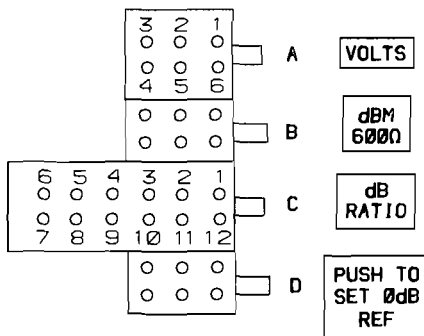 3 2 1
A
VOLTS
4 5 6
B
dBM
600Ω
6 5 4 3 2 1
C
dB
RATIO
7 8 9 10 11 12
D
PUSH TO
SET 0dB
REF